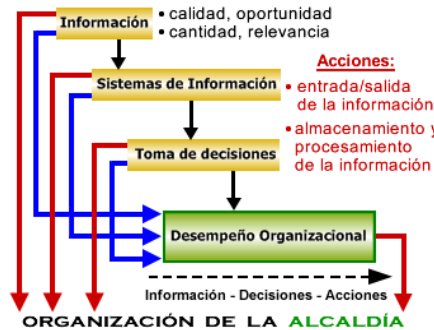 Información
• calidad, oportunidad
• cantidad, relevancia
Sistemas de Información
Acciones:
• entrada/salida
de la información
• almacenamiento y
procesamiento
de la información
Toma de decisiones
Desempeño Organizacional
Información - Decisiones - Acciones
ORGANIZACIÓN DE LA ALCALDÍA